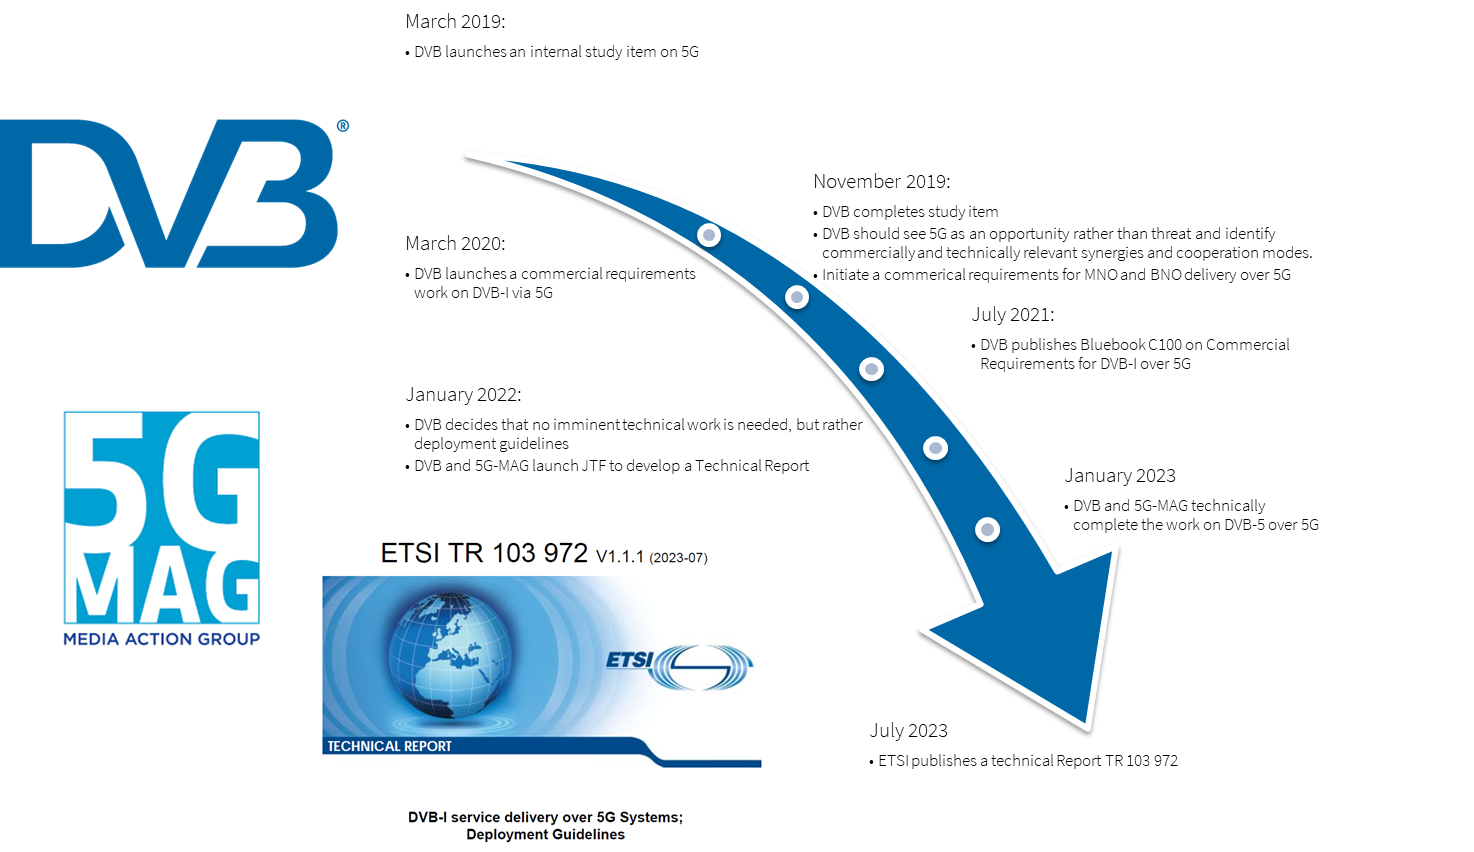 March 2019:
• DVB launches an internal study item on 5G
DVB®
November 2019:
• DVB completes study item
• DVB should see 5G as an opportunity rather than threat and identify
commercially and technically relevant synergies and cooperation modes.
• Initiate a commerical requirements for MNO and BNO delivery over 5G
March 2020:
• DVB launches a commercial requirements
work on DVB-I via 5G
July 2021:
• DVB publishes Bluebook C100 on Commercial
Requirements for DVB-I over 5G
January 2022:
• DVB decides that no imminent technical work is needed, but rather
deployment guidelines
• DVB and 5G-MAG launch JTF to develop a Technical Report
5G
MAG
MEDIA ACTION GROUP
January 2023
• DVB and 5G-MAG technically
complete the work on DVB-5 over 5G
ETSI TR 103 972 V1.1.1 (2023-07)
ETSI
TECHNICAL REPORT
July 2023
• ETSI publishes a technical Report TR 103 972
DVB-I service delivery over 5G Systems;
Deployment Guidelines